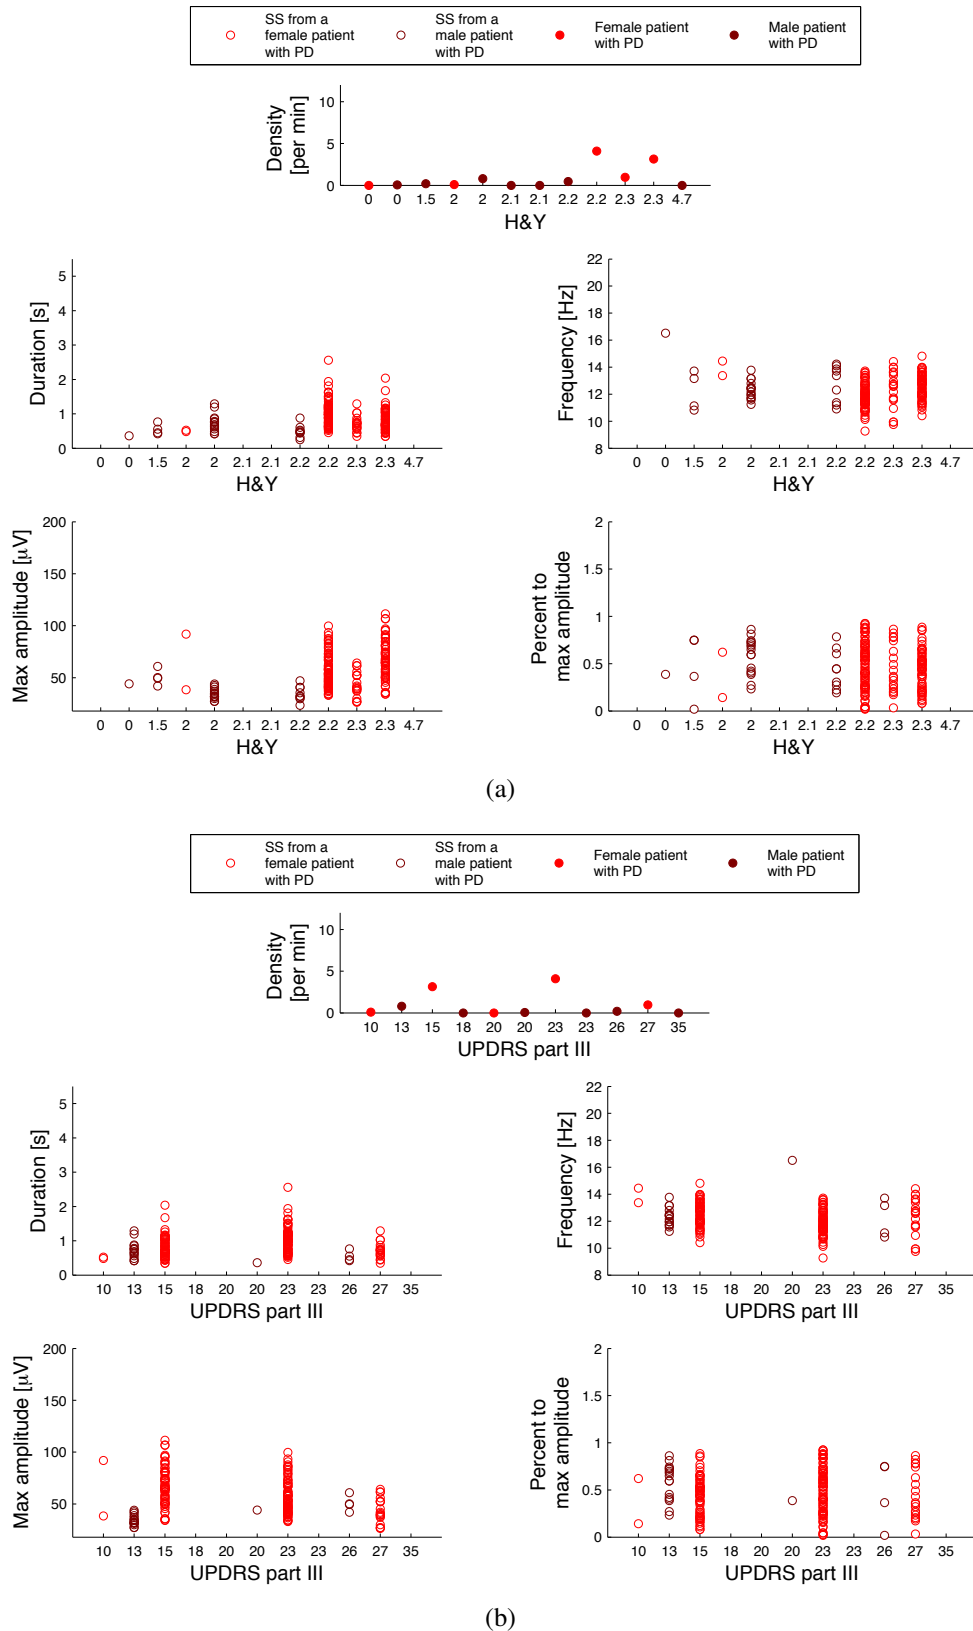 SS from a female patient with PD
SS from a male patient with PD
Female patient with PD
Male patient with PD
Density [per min]
10
5
0
0 0 1.5 2 2 2.1 2.1 2.2 2.2 2.3 2.3 4.7
H&Y
Duration [s]
5
4
3
2
1
0
0 0 1.5 2 2 2.1 2.1 2.2 2.2 2.3 2.3 4.7
H&Y
Frequency [Hz]
22
20
18
16
14
12
10
8
0 0 1.5 2 2 2.1 2.1 2.2 2.2 2.3 2.3 4.7
H&Y
Max amplitude [µV]
200
150
100
50
0 0 1.5 2 2 2.1 2.1 2.2 2.2 2.3 2.3 4.7
H&Y
Percent to max amplitude
2
1.5
1
0.5
0
0 0 1.5 2 2 2.1 2.1 2.2 2.2 2.3 2.3 4.7
H&Y
(a)
SS from a female patient with PD
SS from a male patient with PD
Female patient with PD
Male patient with PD
Density [per min]
10
5
0
10 13 15 18 20 20 23 23 26 27 35
UPDRS part III
Duration [s]
5
4
3
2
1
0
10 13 15 18 20 20 23 23 26 27 35
UPDRS part III
Frequency [Hz]
22
20
18
16
14
12
10
8
10 13 15 18 20 20 23 23 26 27 35
UPDRS part III
Max amplitude [µV]
200
150
100
50
10 13 15 18 20 20 23 23 26 27 35
UPDRS part III
Percent to max amplitude
2
1.5
1
0.5
0
10 13 15 18 20 20 23 23 26 27 35
UPDRS part III
(b)